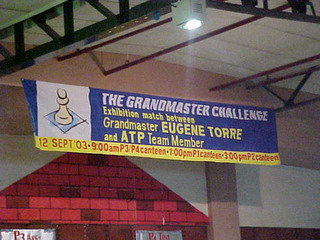 THE GRANDMASTER CHALLENGE
Exhibition match between
Grandmaster EUGENE TORRE
and ATP Team Member
12 SEPT '03 • 9:00am P3/P4 canteen • 1:00pm P1 canteen • 3:00pm P2 canteen